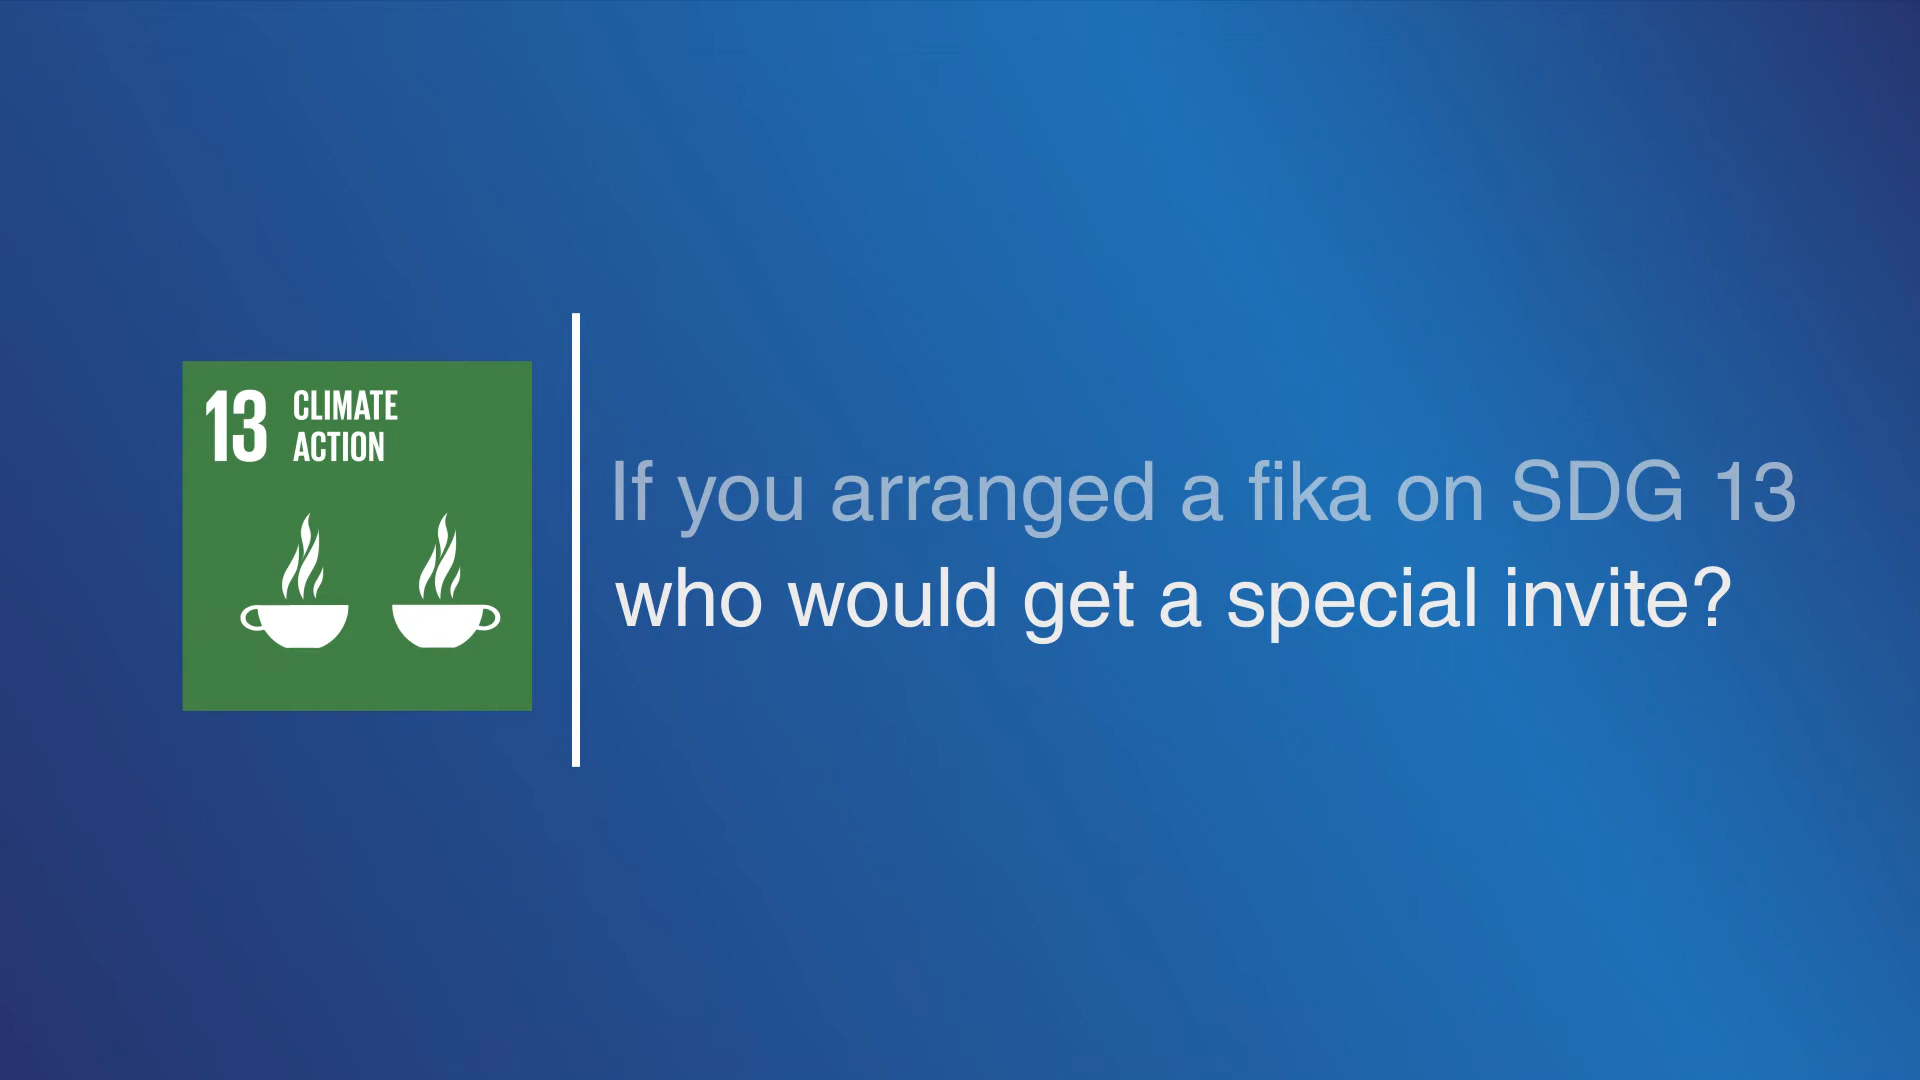 13 CLIMATE
ACTION
If you arranged a fika on SDG 13
who would get a special invite?